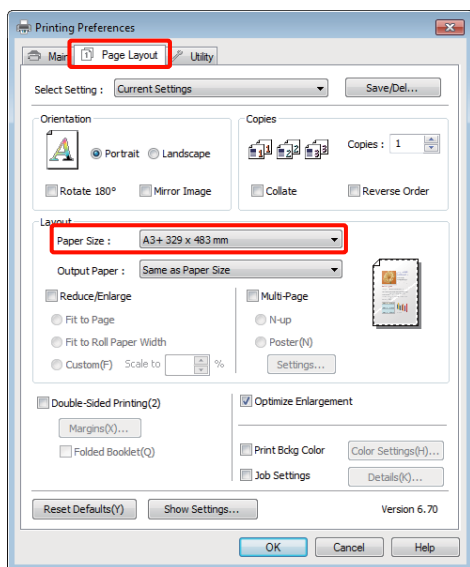 Printing Preferences
Main Page Layout Utility
Select Setting : Current Settings Save/Del...
Orientation Copies
Portrait Landscape Copies : 1
Rotate 180° Mirror Image Collate Reverse Order
Layout
Paper Size : A3+ 329 x 483 mm
Output Paper : Same as Paper Size
Reduce/Enlarge Multi-Page
Fit to Page N-up
Fit to Roll Paper Width Poster(N)
Custom(F) Scale to % Settings...
Double-Sided Printing(2) Optimize Enlargement
Margins(X)...
Folded Booklet(Q) Print Bckg Color Color Settings(H)...
Job Settings Details(K)...
Reset Defaults(Y) Show Settings... Version 6.70
OK Cancel Help